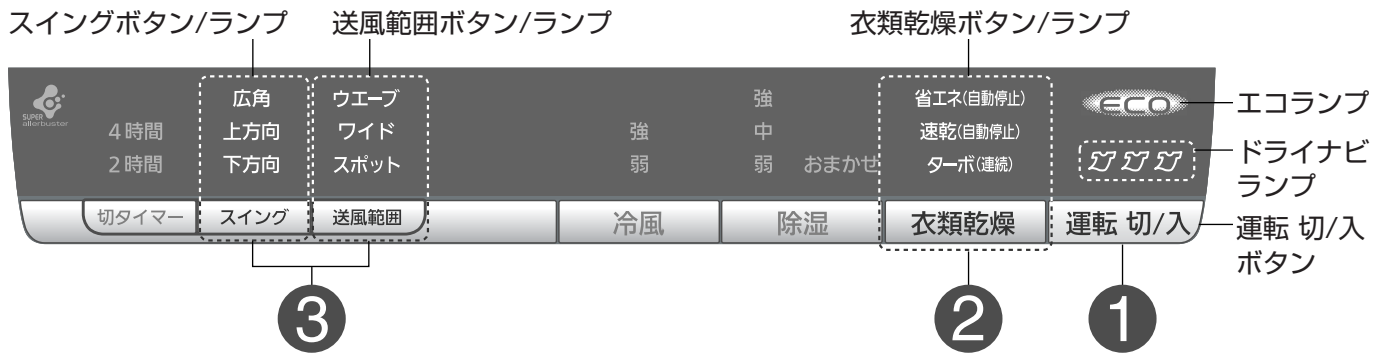 スイングボタン/ランプ
送風範囲ボタン/ランプ
衣類乾燥ボタン/ランプ
SUPER
allerbuster
4時間
2時間
切タイマー
広角
上方向
下方向
スイング
ウエーブ
ワイド
スポット
送風範囲
強
弱
冷風
強
中
弱
おまかせ
除湿
省エネ(自動停止)
速乾(自動停止)
ターボ(連続)
衣類乾燥
ECO
運転 切/入
エコランプ
ドライナビ
ランプ
運転 切/入
ボタン
3
2
1